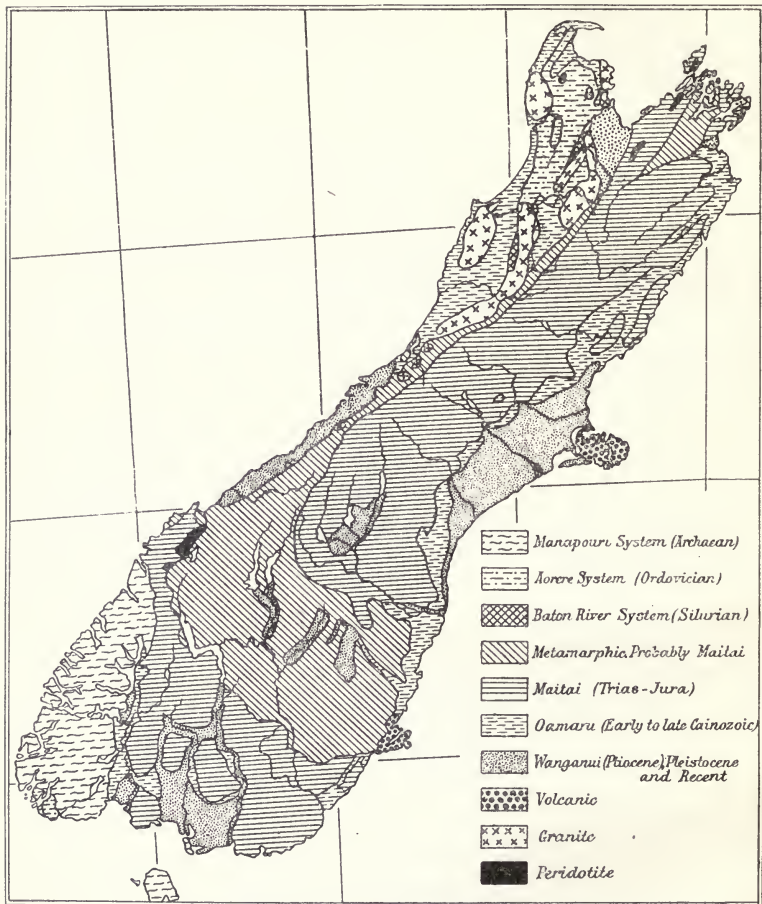 Manapouri System (Archaean)
Aorere System (Ordovician)
Baton River System (Silurian)
Metamorphic. Probably Maitai
Maitai (Trias-Jura)
Oamaru (Early to late Cainozoic)
Wanganui (Pliocene), Pleistocene
and Recent
Volcanic
Granite
Peridotite